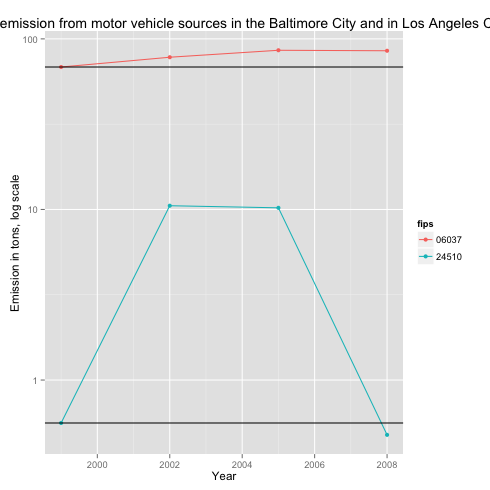 emission from motor vehicle sources in the Baltimore City and in Los Angeles
100
10
1
Emission in tons, log scale
2000 2002 2004 2006 2008
Year
fips
06037
24510